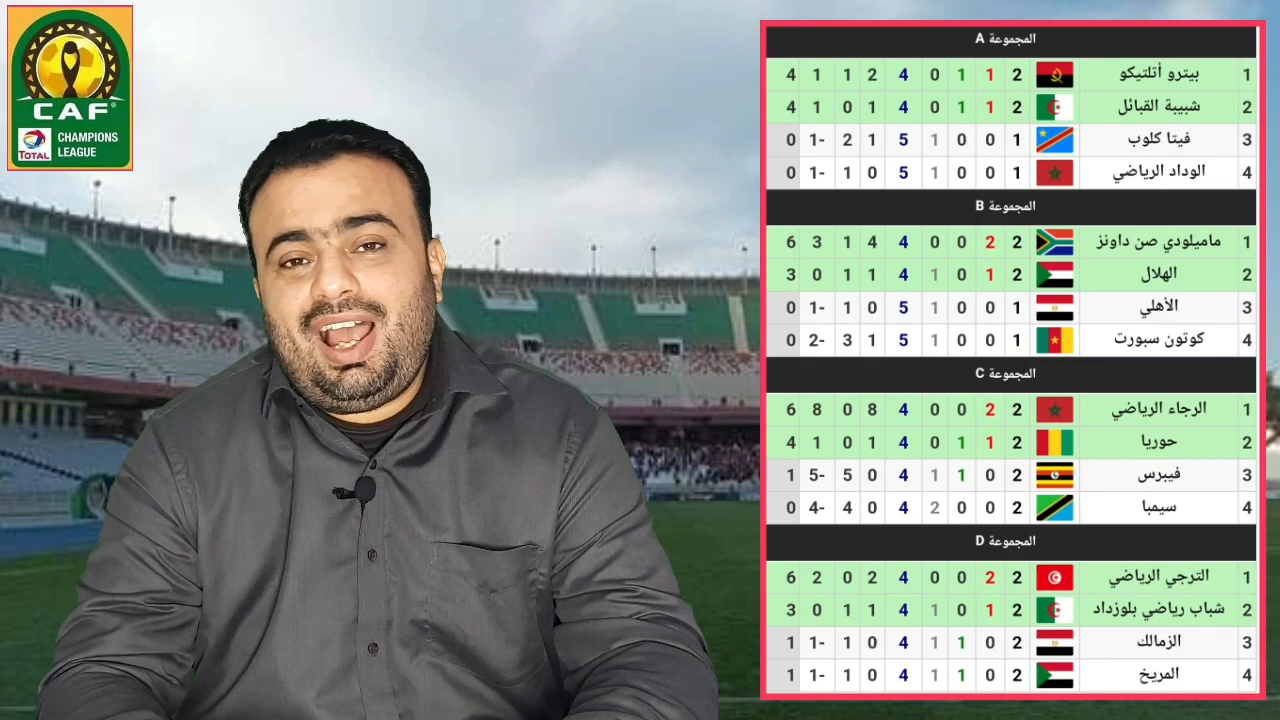 CAF
TOTAL
CHAMPIONS
LEAGUE
المجموعة A
1 بيترو أتلتيكو 2 1 1 0 4 2 1 1 4
2 شبيبة القبائل 2 1 1 0 4 1 0 1 4
3 فيتا كلوب 1 0 0 1 5 1 2 1- 0
4 الوداد الرياضي 1 0 0 1 5 0 1 1- 0
المجموعة B
1 ماميلودي صن داونز 2 2 0 0 4 4 1 3 6
2 الهلال 2 1 0 1 4 1 1 0 3
3 الأهلي 1 0 0 1 5 0 1 1- 0
4 كوتون سبورت 1 0 0 1 5 1 3 2- 0
المجموعة C
1 الرجاء الرياضي 2 2 0 0 4 8 0 8 6
2 حوريا 2 1 1 0 4 1 0 1 4
3 فيبرس 2 0 1 1 4 0 5 5- 1
4 سيمبا 2 0 0 2 4 0 4 4- 0
المجموعة D
1 الترجي الرياضي 2 2 0 0 4 2 0 2 6
2 شباب رياضي بلوزداد 2 1 0 1 4 1 1 0 3
3 الزمالك 2 0 1 1 4 0 1 1- 1
4 المريخ 2 0 1 1 4 0 1 1- 1